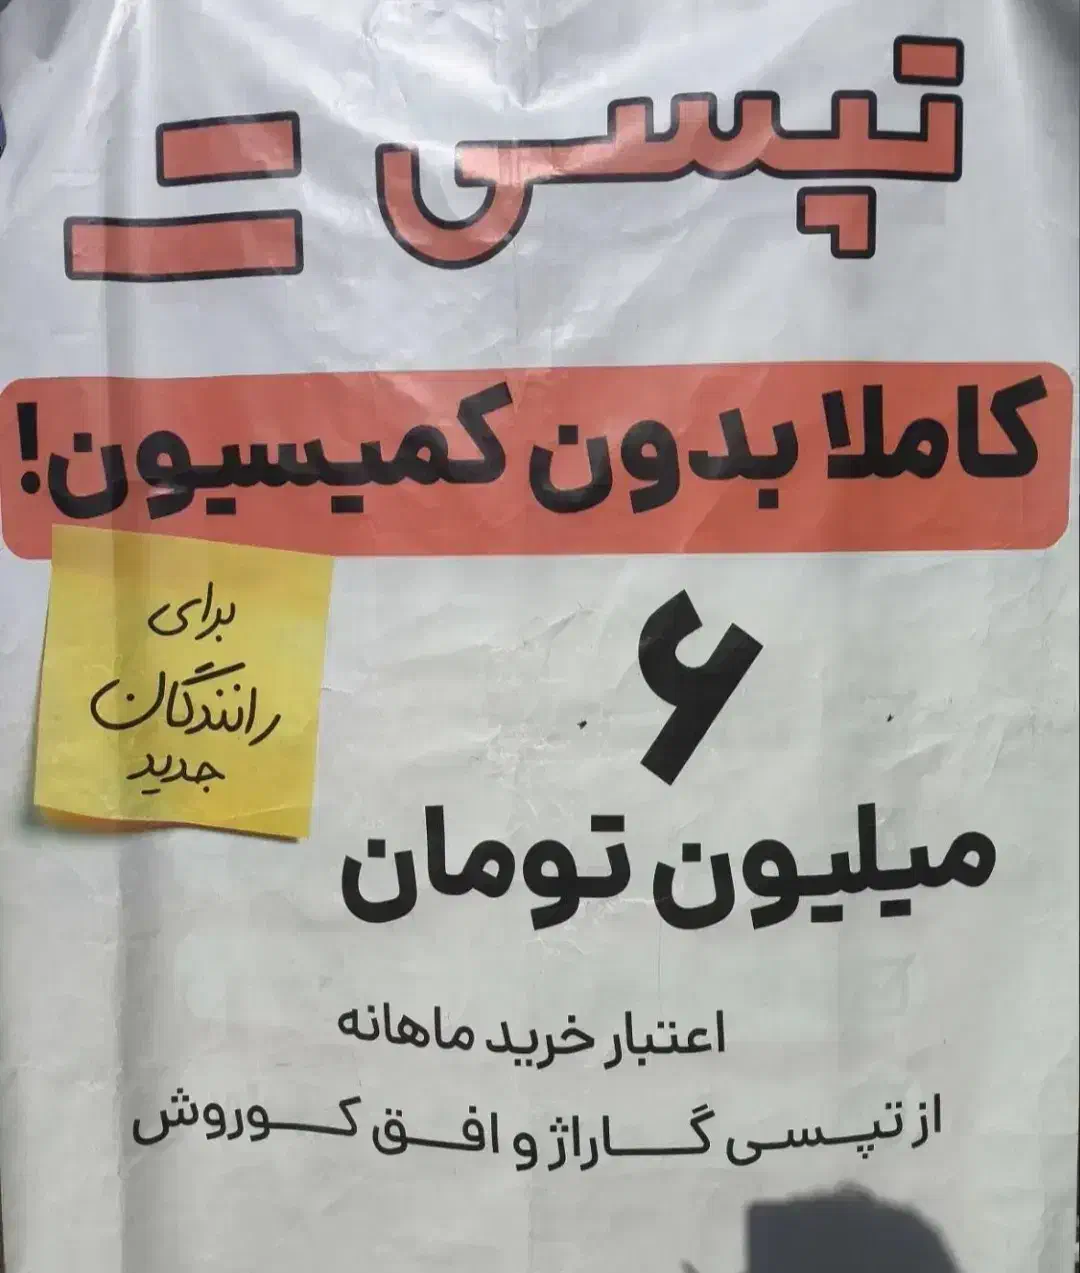 تپسی
کاملا بدون کمیسیون!
برای
رانندگان
جدید
۶
میلیون تومان
اعتبار خرید ماهانه
از تپسی گاراژ و افق کوروش